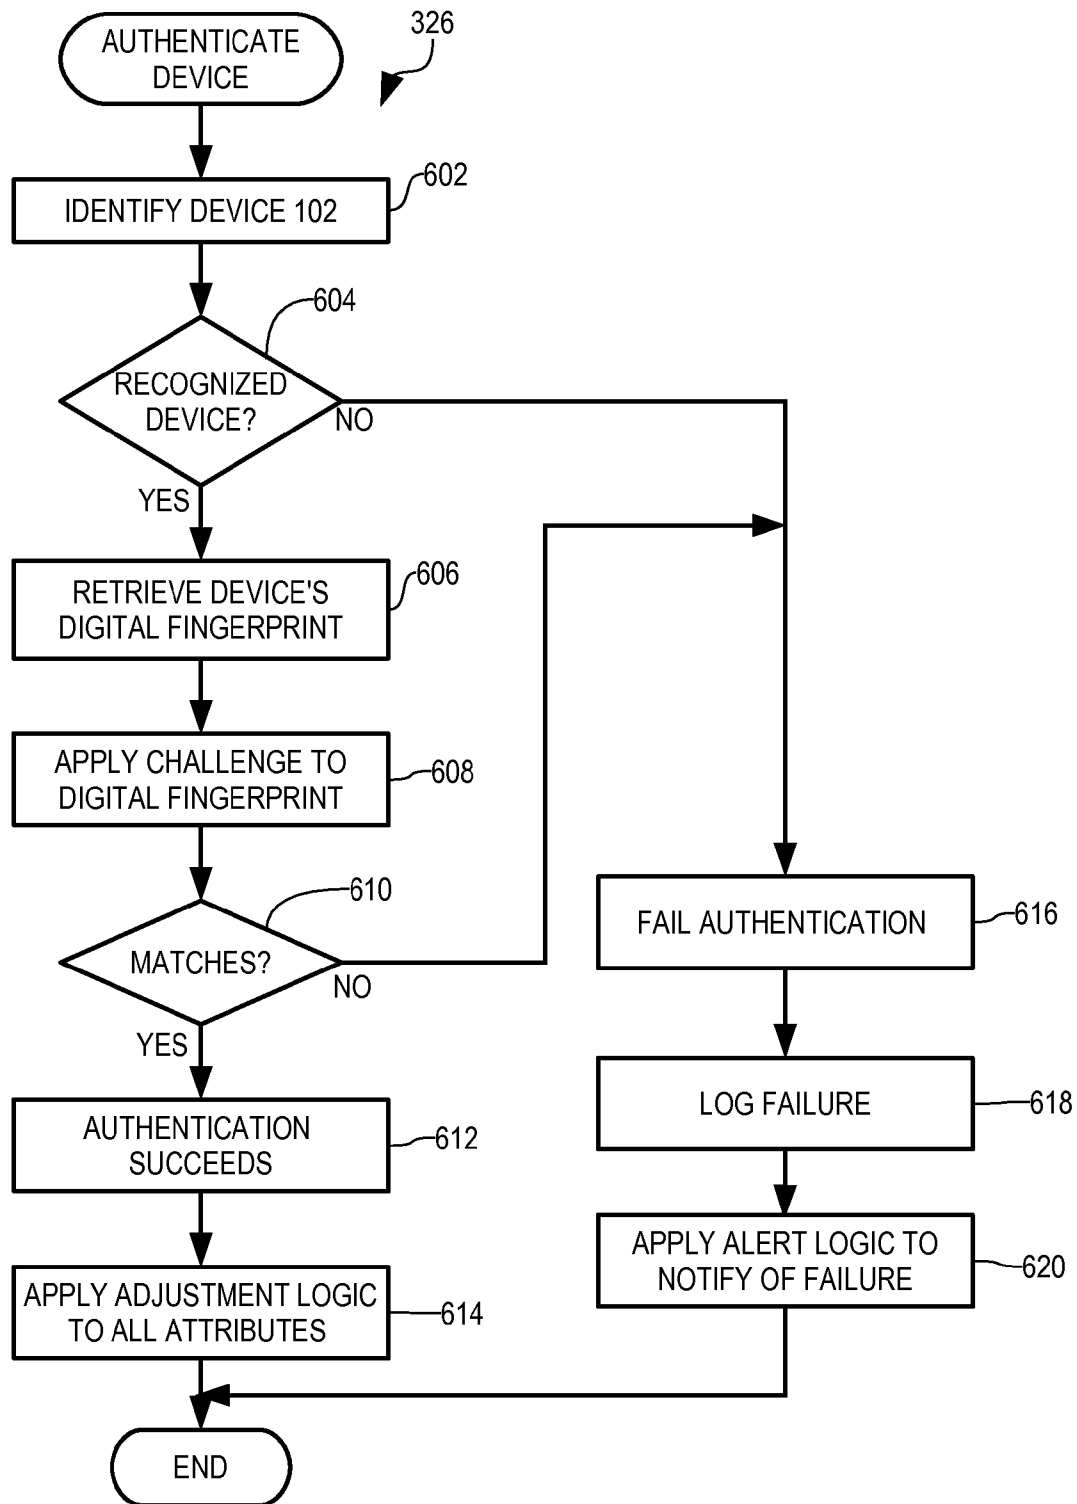 AUTHENTICATE
DEVICE
326
602
IDENTIFY DEVICE 102
604
RECOGNIZED
DEVICE?
NO
YES
RETRIEVE DEVICE'S
DIGITAL FINGERPRINT
606
APPLY CHALLENGE TO
DIGITAL FINGERPRINT
608
610
MATCHES?
NO
YES
AUTHENTICATION
SUCCEEDS
612
APPLY ADJUSTMENT LOGIC
TO ALL ATTRIBUTES
614
FAIL AUTHENTICATION
616
LOG FAILURE
618
APPLY ALERT LOGIC TO
NOTIFY OF FAILURE
620
END